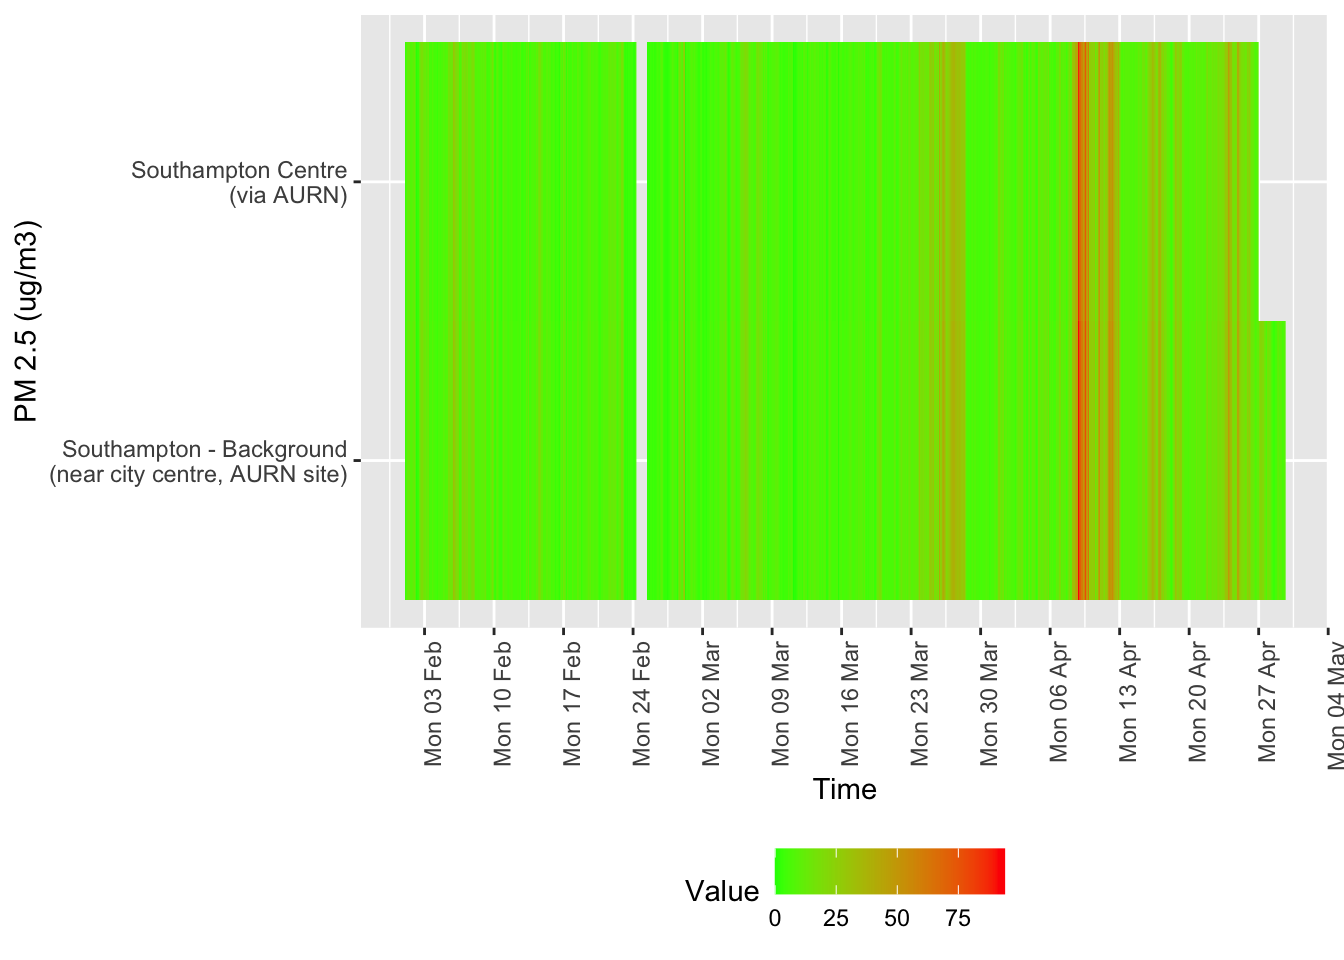 PM 2.5 (ug/m3)
Southampton Centre
(via AURN)
Southampton - Background
(near city centre, AURN site)
Mon 03 Feb
Mon 10 Feb
Mon 17 Feb
Mon 24 Feb
Mon 02 Mar
Mon 09 Mar
Mon 16 Mar
Mon 23 Mar
Mon 30 Mar
Mon 06 Apr
Mon 13 Apr
Mon 20 Apr
Mon 27 Apr
Mon 04 May
Time
Value
0 25 50 75